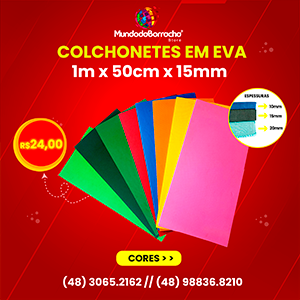 MundodaBorracha
Store
COLCHONETES EM EVA
1m x 50cm x 15mm
ESPESSURAS
10mm
15mm
20mm
R$24,00
CORES > >
(48) 3065.2162 // (48) 98836.8210